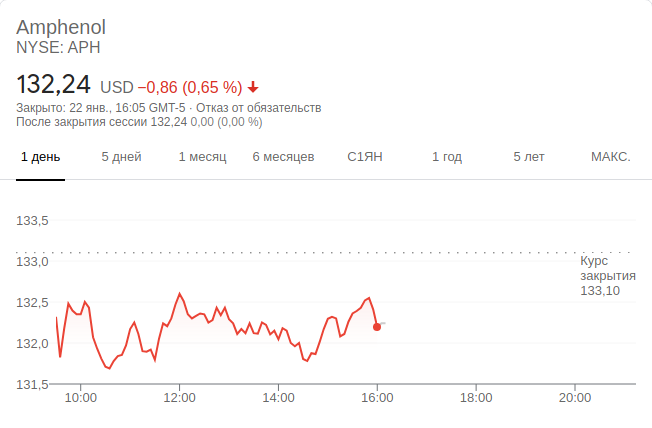 Amphenol
NYSE: APH
132,24 USD −0,86 (0,65 %)
Закрыто: 22 янв., 16:05 GMT-5 · Отказ от обязательств
После закрытия сессии 132,24 0,00 (0,00 %)
1 день 5 дней 1 месяц 6 месяцев С1ЯН 1 год 5 лет МАКС.
133,5
133,0
Курс
закрытия
133,10
132,5
132,0
131,5
10:00 12:00 14:00 16:00 18:00 20:00